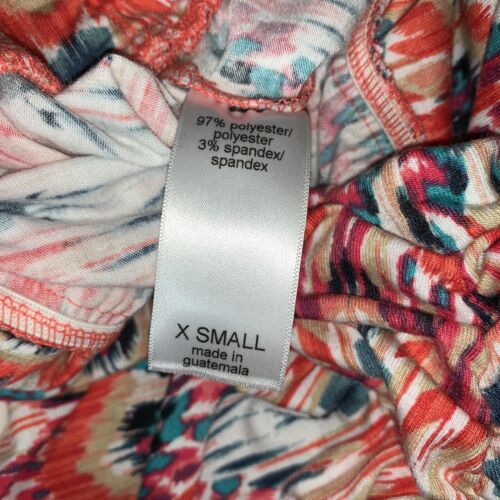 97% polyester/
polyester
3% spandex/
spandex
X SMALL
made in
guatemala